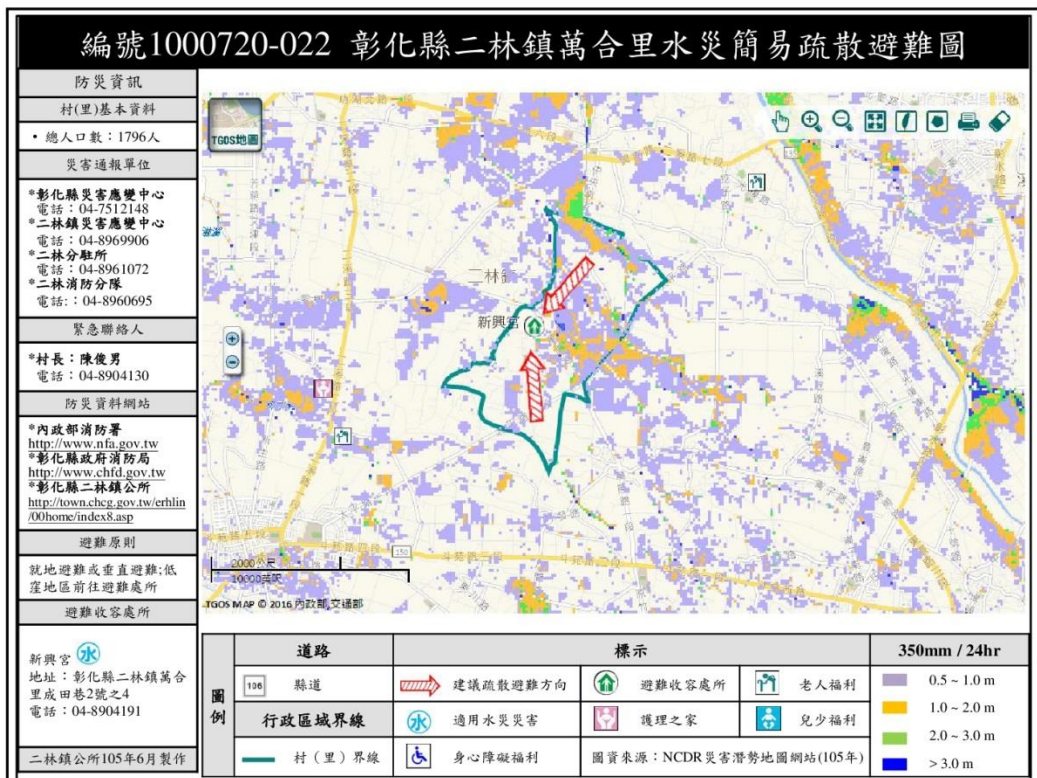 編號1000720-022 彰化縣二林鎮萬合里水災簡易疏散避難圖
防災資訊
村(里)基本資料
• 總人口數：1796人
災害通報單位
*彰化縣災害應變中心
電話：04-7512148
*二林鎮災害應變中心
電話：04-8969906
*二林分駐所
電話：04-8961072
*二林消防分隊
電話:：04-8960695
緊急聯絡人
*村長：陳俊男
電話：04-8904130
防災資料網站
*內政部消防署
http://www.nfa.gov.tw
*彰化縣政府消防局
http://www.chfd.gov.tw
*彰化縣二林鎮公所
http://town.chcg.gov.tw/erhlin
/00home/index8.asp
避難原則
就地避難或垂直避難;低
窪地區前往避難處所
避難收容處所
新興宮 水
地址：彰化縣二林鎮萬合
里成田巷2號之4
電話：04-8904191
二林鎮公所105年6月製作
TGOS地圖
二林鎮
新興宮
150
斗苑路五段
斗苑路四段
2000公尺
10000英呎
TGOS MAP © 2016 內政部,交通部
圖例
道路
標示
350mm / 24hr
106 縣道
建議疏散避難方向
避難收容處所
老人福利
0.5 ~ 1.0 m
行政區域界線
水 適用水災災害
護理之家
兒少福利
1.0 ~ 2.0 m
村（里）界線
身心障礙福利
圖資來源：NCDR災害潛勢地圖網站(105年)
2.0 ~ 3.0 m
> 3.0 m